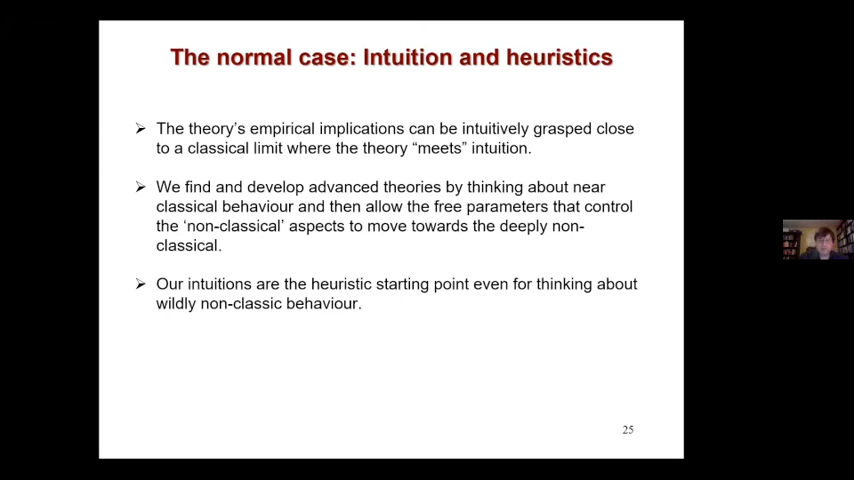 The normal case: Intuition and heuristics
➢ The theory's empirical implications can be intuitively grasped close
to a classical limit where the theory “meets” intuition.
➢ We find and develop advanced theories by thinking about near
classical behaviour and then allow the free parameters that control
the ‘non-classical’ aspects to move towards the deeply non-
classical.
➢ Our intuitions are the heuristic starting point even for thinking about
wildly non-classic behaviour.
25